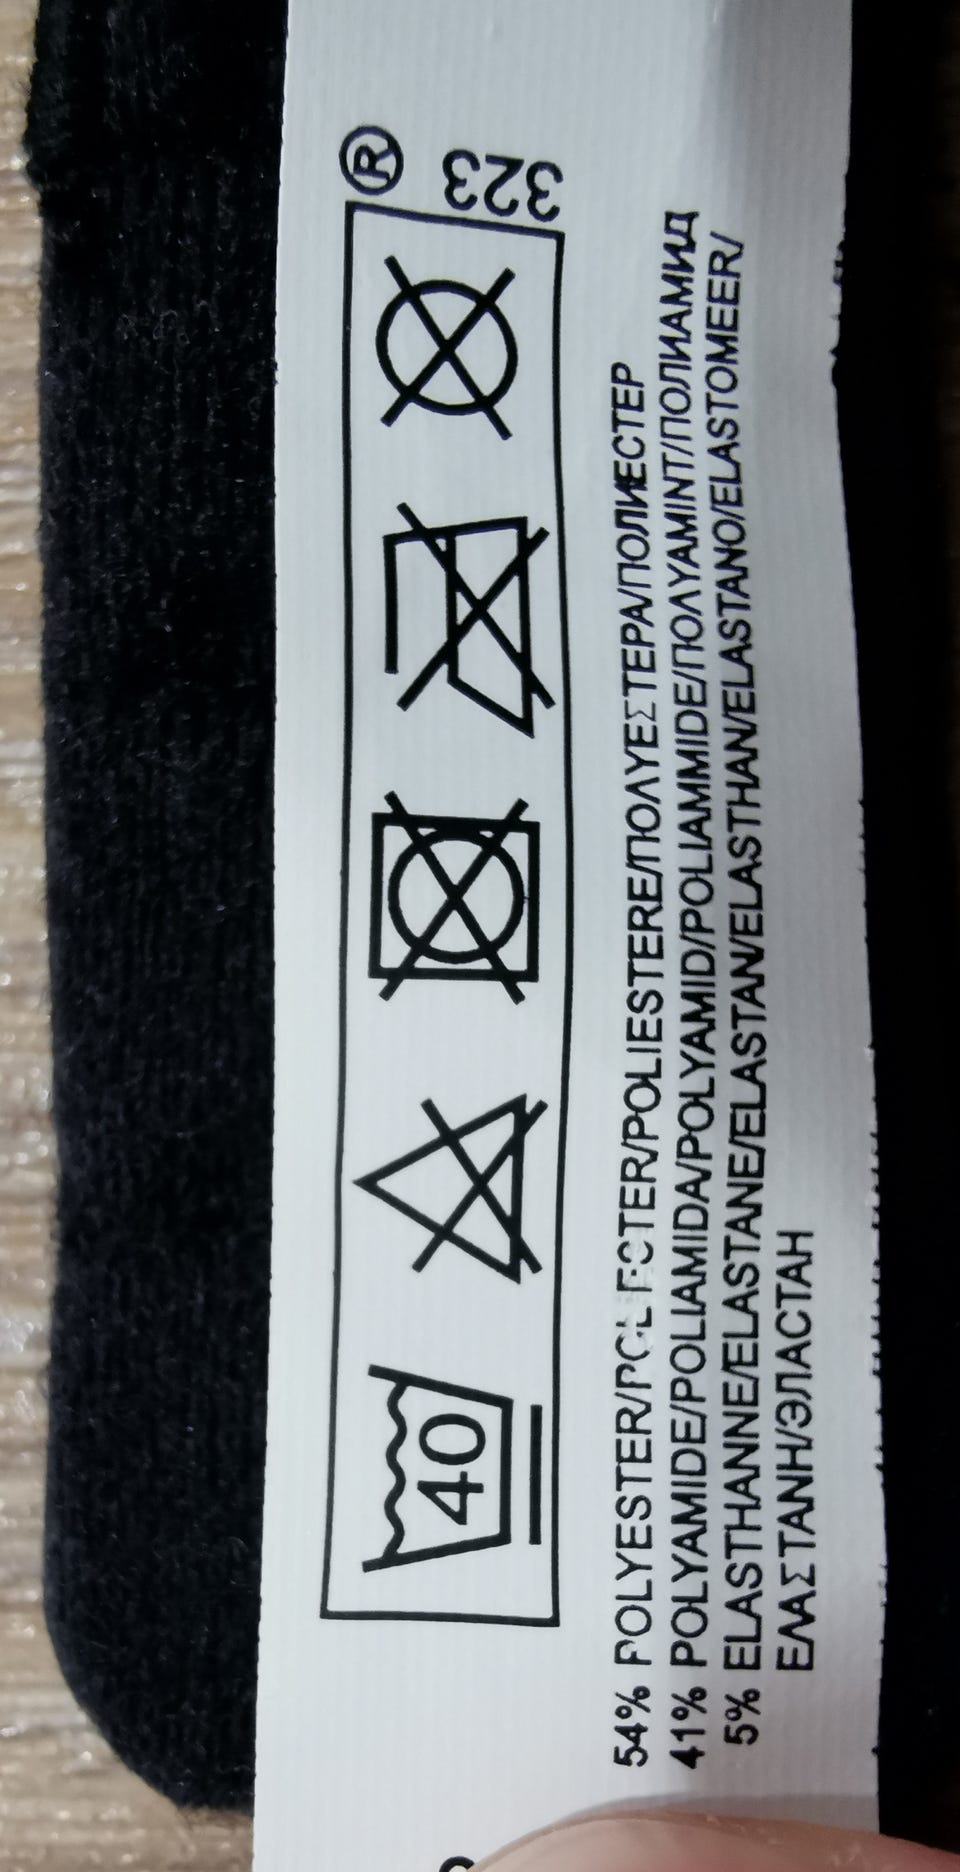 ®
323
40
54% POLYESTER/POLIESTER/POLIESTERE/ΠΟΛΥΕΣΤΕΡΑ/ПОЛИЕСТЕР
41% POLYAMIDE/POLIAMIDA/POLYAMID/POLIAMMIDE/ΠΟΛΥΑΜΙΝΤ/ПОЛИАМИД
5% ELASTHANNE/ELASTANE/ELASTAN/ELASTHAN/ELASTANO/ELASTOMEER/
ΕΛΑΣΤΑΝΗ/ЭЛАСТАН